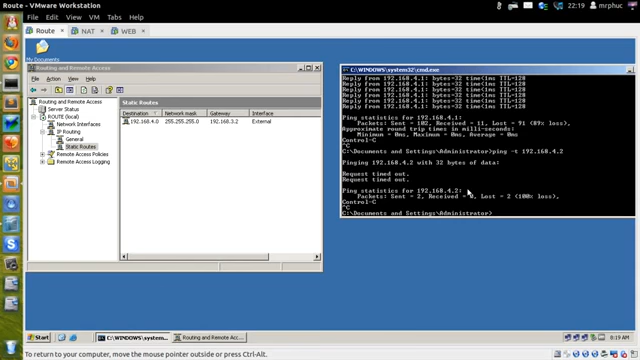 Route - VMware Workstation
22:19
mrphuc
File Edit View VM Tabs Help
Route × NAT × WEB ×
My Documents
Routing and Remote Access
File Action View Help
Routing and Remote Access
Server Status
ROUTE (local)
Network Interfaces
IP Routing
General
Static Routes
Remote Access Policies
Remote Access Logging
Static Routes
Destination Network mask Gateway Interface
192.168.4.0 255.255.255.0 192.168.3.2 External
C:\WINDOWS\system32\cmd.exe
Reply from 192.168.4.1: bytes=32 time<1ms TTL=128
Reply from 192.168.4.1: bytes=32 time<1ms TTL=128
Reply from 192.168.4.1: bytes=32 time<1ms TTL=128
Reply from 192.168.4.1: bytes=32 time<1ms TTL=128
Reply from 192.168.4.1: bytes=32 time<1ms TTL=128
Reply from 192.168.4.1: bytes=32 time<1ms TTL=128
Ping statistics for 192.168.4.1:
Packets: Sent = 102, Received = 11, Lost = 91 (89% loss),
Approximate round trip times in milli-seconds:
Minimum = 0ms, Maximum = 0ms, Average = 0ms
Control-C
^C
C:\Documents and Settings\Administrator>ping -t 192.168.4.2
Pinging 192.168.4.2 with 32 bytes of data:
Request timed out.
Request timed out.
Ping statistics for 192.168.4.2:
Packets: Sent = 2, Received = 0, Lost = 2 (100% loss),
Control-C
^C
C:\Documents and Settings\Administrator>
Start
C:\WINDOWS\system...
Routing and Remote Acc...
8:19 AM
To return to your computer, move the mouse pointer outside or press Ctrl-Alt.